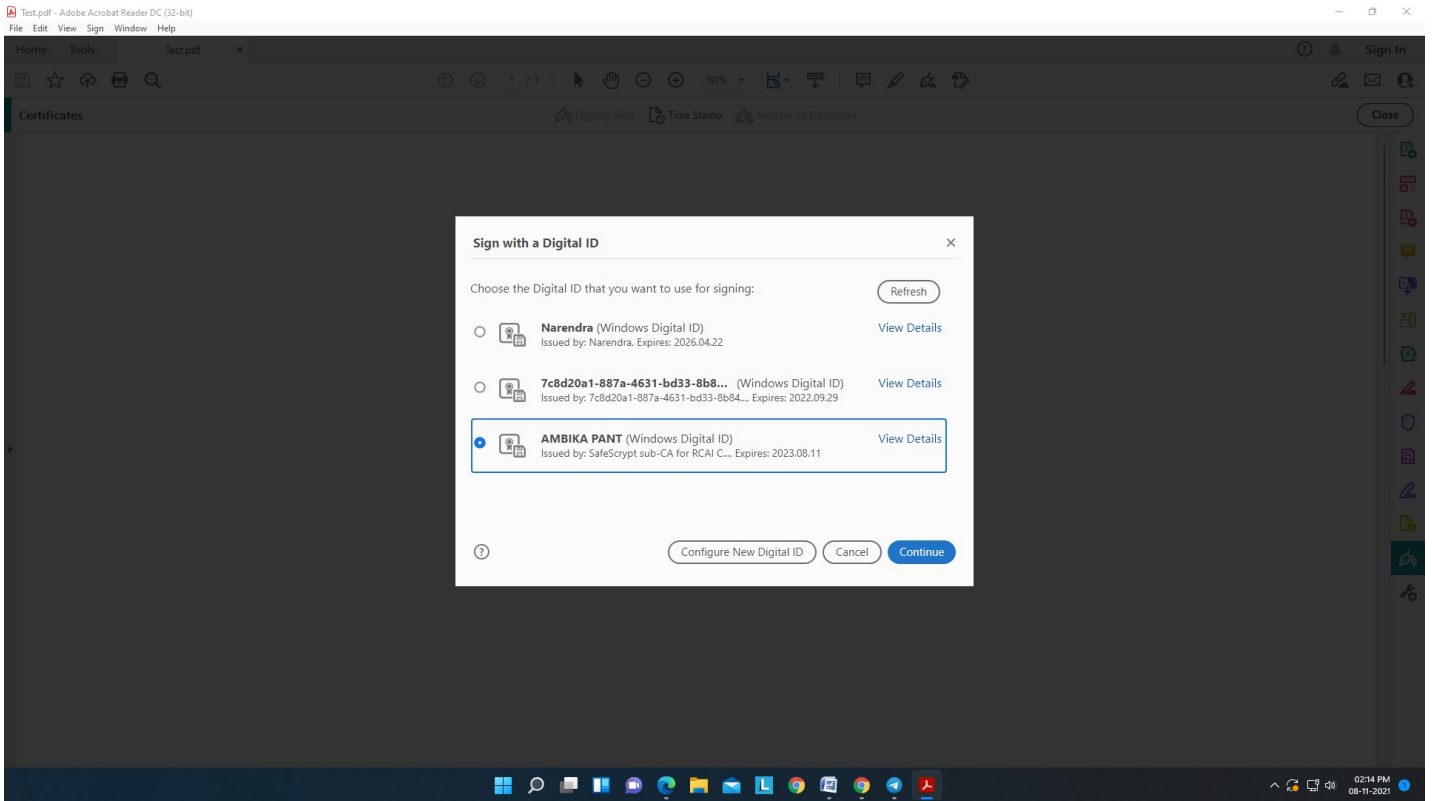 Test.pdf - Adobe Acrobat Reader DC (32-bit)
File Edit View Sign Window Help
Home Tools Test.pdf × Sign In
1 / 1 197%
Certificates Digitally Sign Time Stamp Validate All Signatures Close
Sign with a Digital ID
Choose the Digital ID that you want to use for signing: Refresh
Narendra (Windows Digital ID) View Details
Issued by: Narendra, Expires: 2026.04.22
7c8d20a1-887a-4631-bd33-8b8... (Windows Digital ID) View Details
Issued by: 7c8d20a1-887a-4631-bd33-8b84..., Expires: 2022.09.29
AMBIKA PANT (Windows Digital ID) View Details
Issued by: SafeScrypt sub-CA for RCAI C..., Expires: 2023.08.11
Configure New Digital ID Cancel Continue
02:14 PM
08-11-2021
1